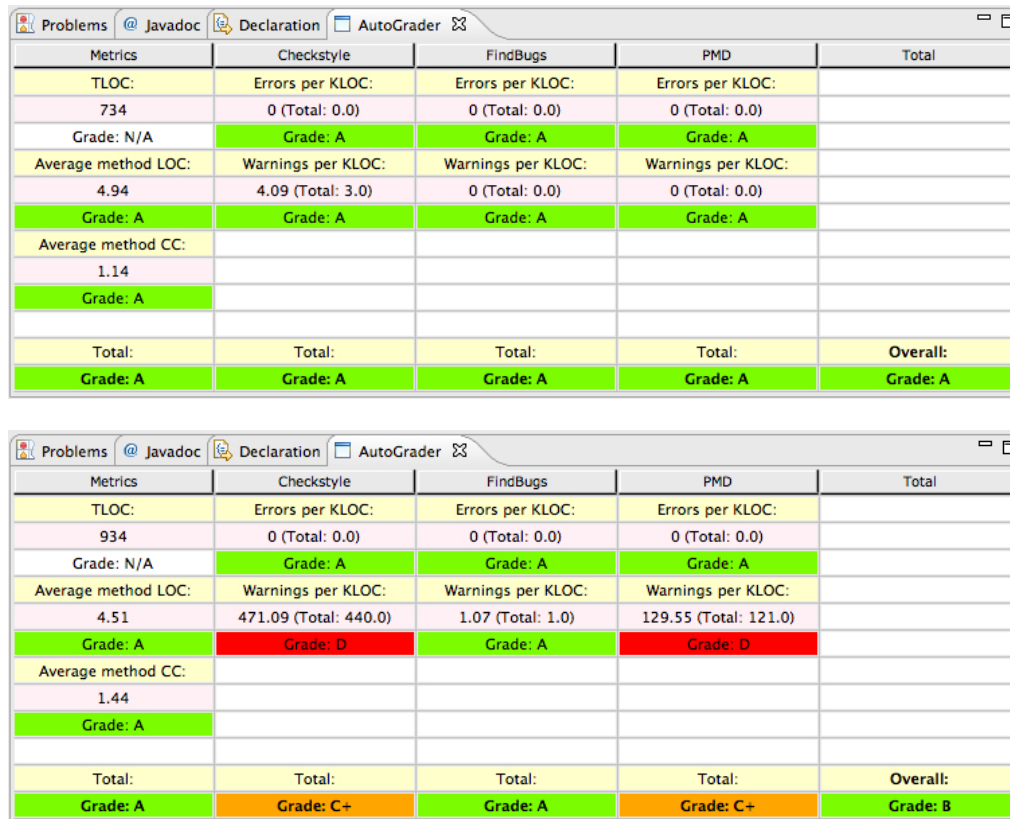 Problems @ Javadoc Declaration AutoGrader
Metrics Checkstyle FindBugs PMD Total
TLOC: Errors per KLOC: Errors per KLOC: Errors per KLOC:
734 0 (Total: 0.0) 0 (Total: 0.0) 0 (Total: 0.0)
Grade: N/A Grade: A Grade: A Grade: A
Average method LOC: Warnings per KLOC: Warnings per KLOC: Warnings per KLOC:
4.94 4.09 (Total: 3.0) 0 (Total: 0.0) 0 (Total: 0.0)
Grade: A Grade: A Grade: A Grade: A
Average method CC:
1.14
Grade: A
Total: Total: Total: Total: Overall:
Grade: A Grade: A Grade: A Grade: A Grade: A
Problems @ Javadoc Declaration AutoGrader
Metrics Checkstyle FindBugs PMD Total
TLOC: Errors per KLOC: Errors per KLOC: Errors per KLOC:
934 0 (Total: 0.0) 0 (Total: 0.0) 0 (Total: 0.0)
Grade: N/A Grade: A Grade: A Grade: A
Average method LOC: Warnings per KLOC: Warnings per KLOC: Warnings per KLOC:
4.51 471.09 (Total: 440.0) 1.07 (Total: 1.0) 129.55 (Total: 121.0)
Grade: A Grade: D Grade: A Grade: D
Average method CC:
1.44
Grade: A
Total: Total: Total: Total: Overall:
Grade: A Grade: C+ Grade: A Grade: C+ Grade: B